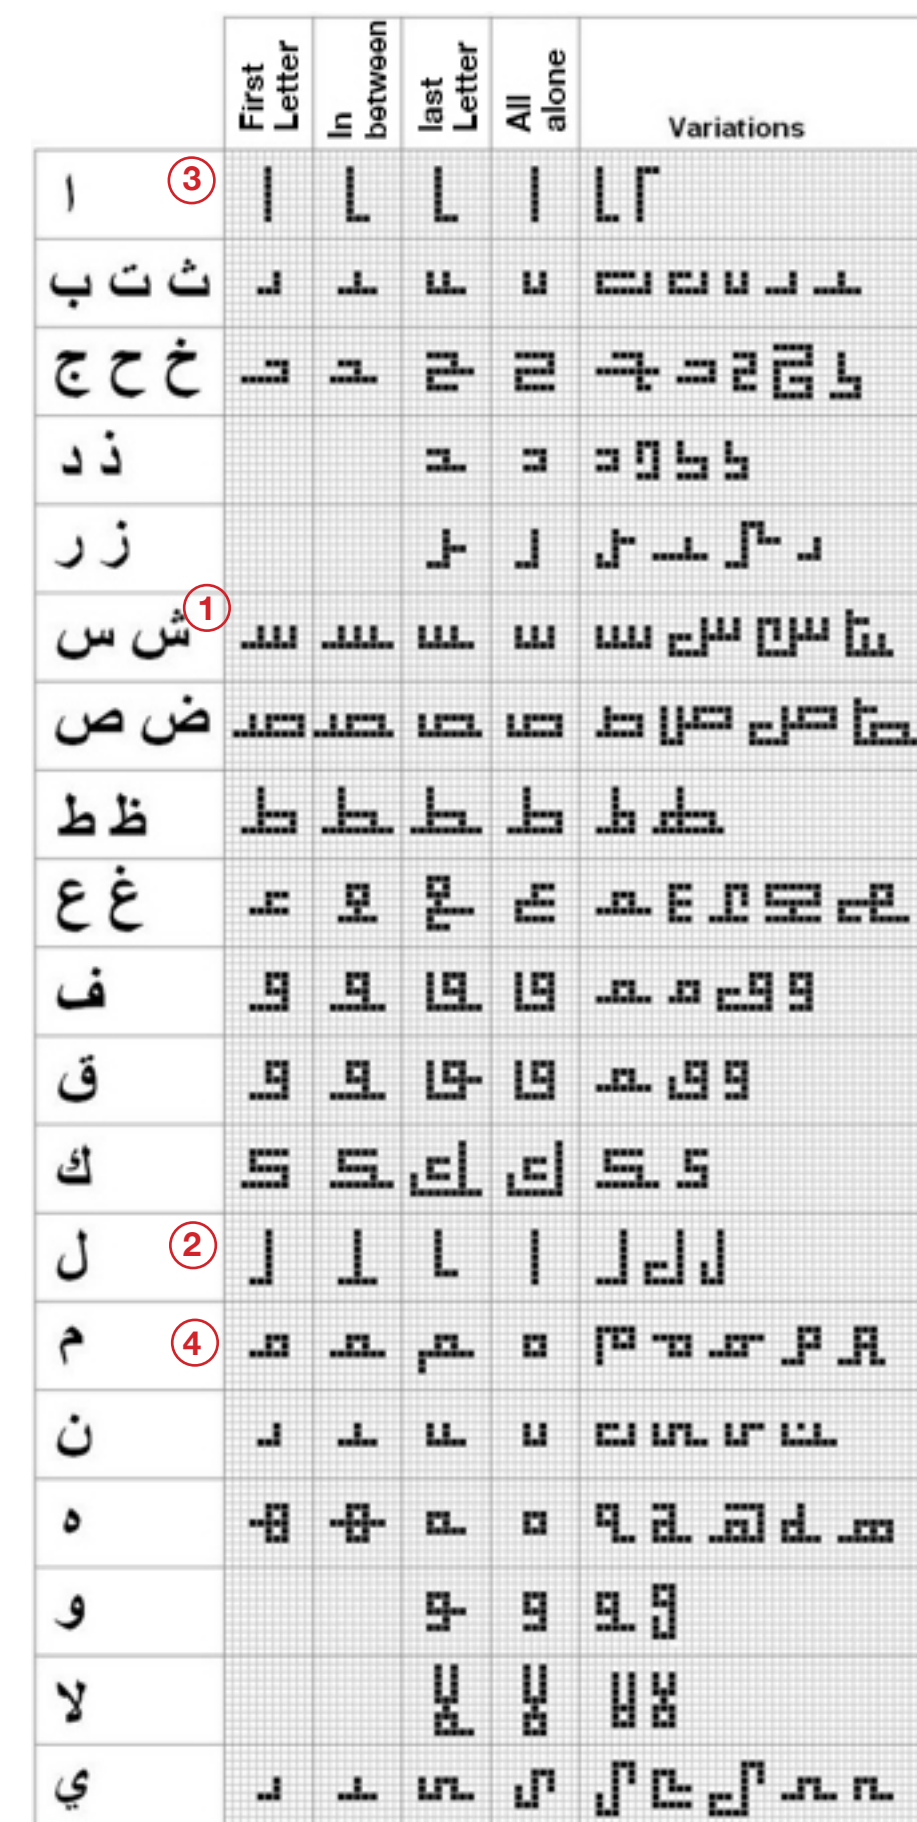 First Letter In between last Letter All alone Variations
ا 3
ب ت ث
ج ح خ
د ذ
ر ز
س ش 1
ص ض
ط ظ
ع غ
ف
ق
ك
ل 2
م 4
ن
ه
و
لا
ي